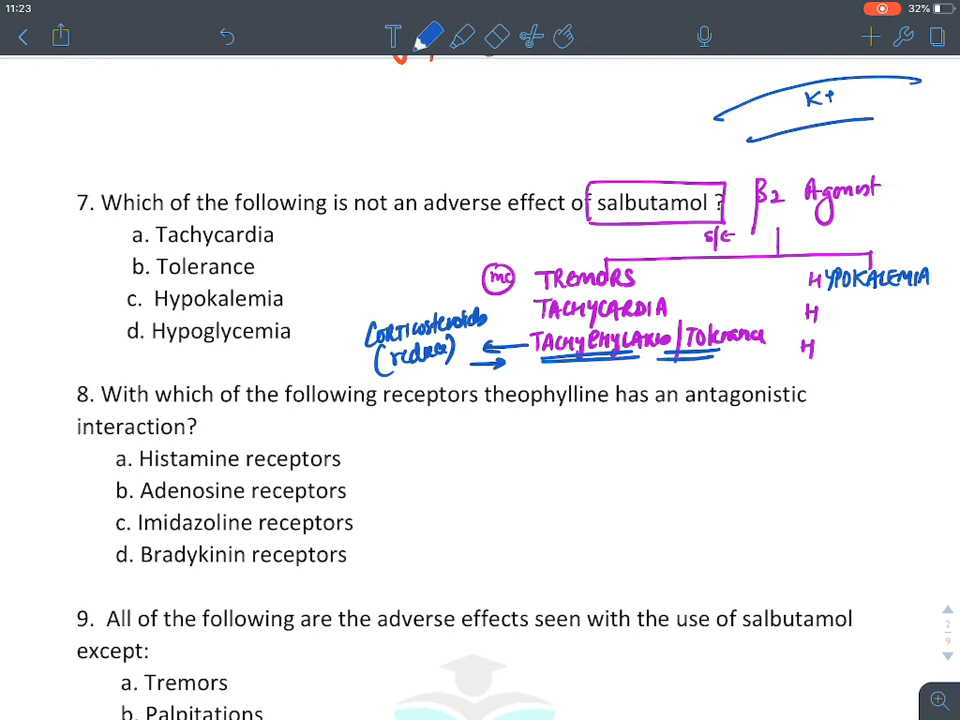 11:23
32%
K+
7. Which of the following is not an adverse effect of salbutamol ?
β2 Agonist
a. Tachycardia
S/E
b. Tolerance
mc TREMORS HYPOKALEMIA
c. Hypokalemia
TACHYCARDIA H
d. Hypoglycemia
CORTICosteroids
(reduce)
TACHYPHYLAXIS/TOlerance H
8. With which of the following receptors theophylline has an antagonistic
interaction?
a. Histamine receptors
b. Adenosine receptors
c. Imidazoline receptors
d. Bradykinin receptors
9. All of the following are the adverse effects seen with the use of salbutamol
except:
2
9
a. Tremors
b. Palpitations